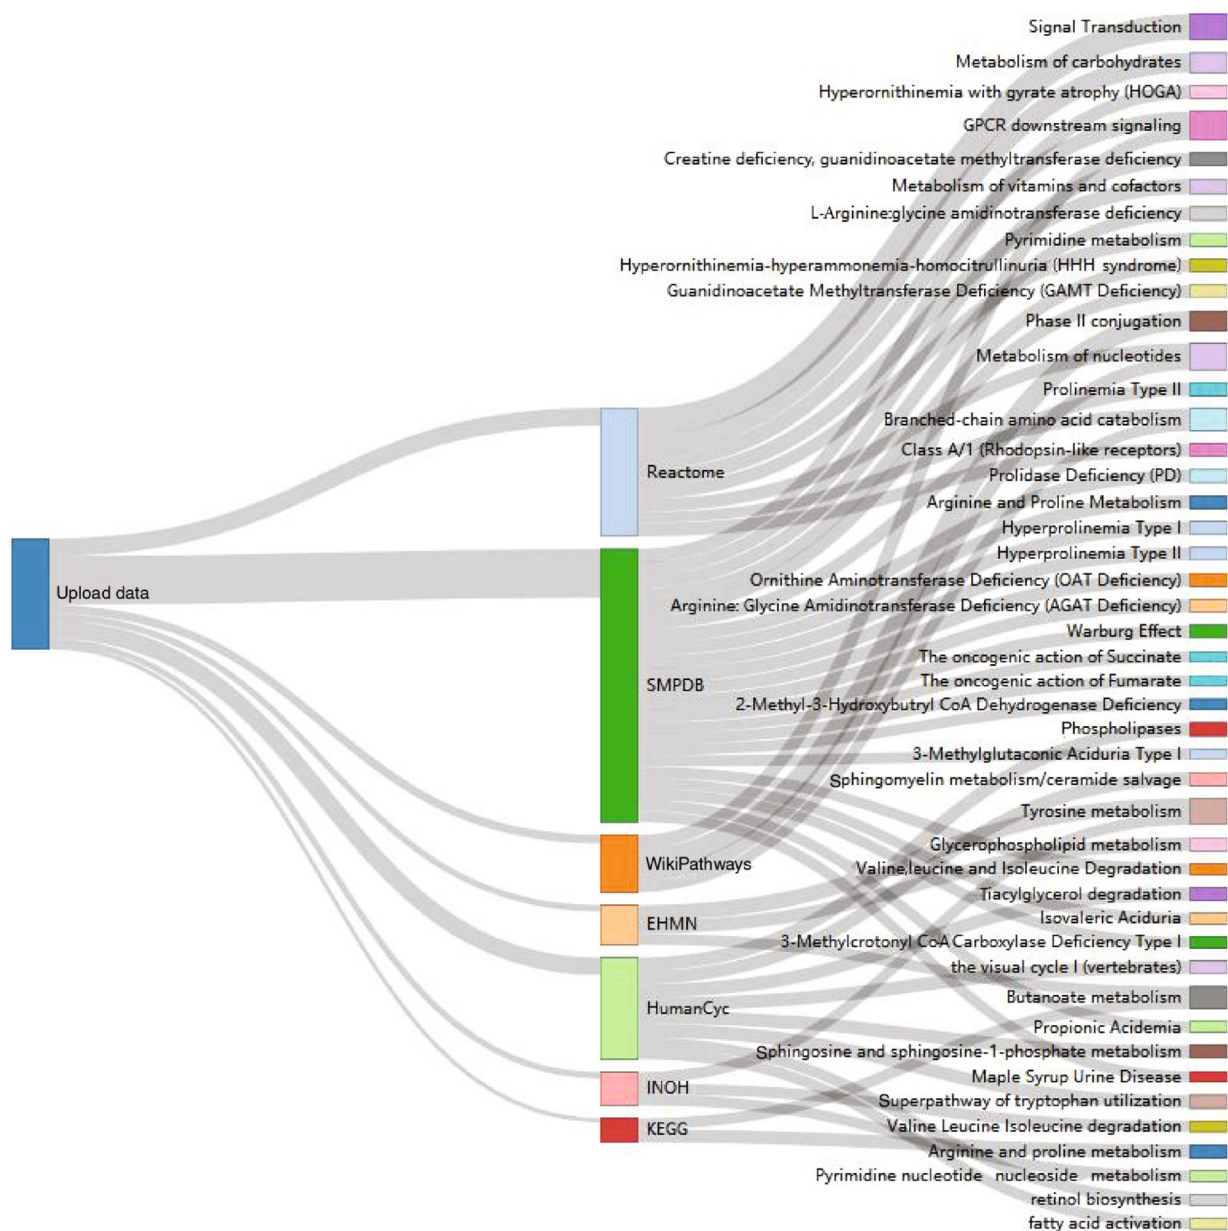 Signal Transduction
Metabolism of carbohydrates
Hyperornithinemia with gyrate atrophy (HOGA)
GPCR downstream signaling
Creatine deficiency, guanidinoacetate methyltransferase deficiency
Metabolism of vitamins and cofactors
L-Arginine:glycine amidinotransferase deficiency
Pyrimidine metabolism
Hyperornithinemia-hyperammonemia-homocitrullinuria (HHH syndrome)
Guanidinoacetate Methyltransferase Deficiency (GAMT Deficiency)
Phase II conjugation
Metabolism of nucleotides
Prolinemia Type II
Branched-chain amino acid catabolism
Class A/1 (Rhodopsin-like receptors)
Reactome
Prolidase Deficiency (PD)
Arginine and Proline Metabolism
Hyperprolinemia Type I
Hyperprolinemia Type II
Ornithine Aminotransferase Deficiency (OAT Deficiency)
Upload data
Arginine: Glycine Amidinotransferase Deficiency (AGAT Deficiency)
Warburg Effect
The oncogenic action of Succinate
The oncogenic action of Fumarate
SMPDB
2-Methyl-3-Hydroxybutryl CoA Dehydrogenase Deficiency
Phospholipases
3-Methylglutaconic Aciduria Type I
Sphingomyelin metabolism/ceramide salvage
Tyrosine metabolism
Glycerophospholipid metabolism
WikiPathways
Valine,leucine and Isoleucine Degradation
Tiacylglycerol degradation
Isovaleric Aciduria
EHMN
3-Methylcrotonyl CoA Carboxylase Deficiency Type I
the visual cycle I (vertebrates)
Butanoate metabolism
HumanCyc
Propionic Acidemia
Sphingosine and sphingosine-1-phosphate metabolism
Maple Syrup Urine Disease
INOH
Superpathway of tryptophan utilization
Valine Leucine Isoleucine degradation
KEGG
Arginine and proline metabolism
Pyrimidine nucleotide nucleoside metabolism
retinol biosynthesis
fatty acid activation